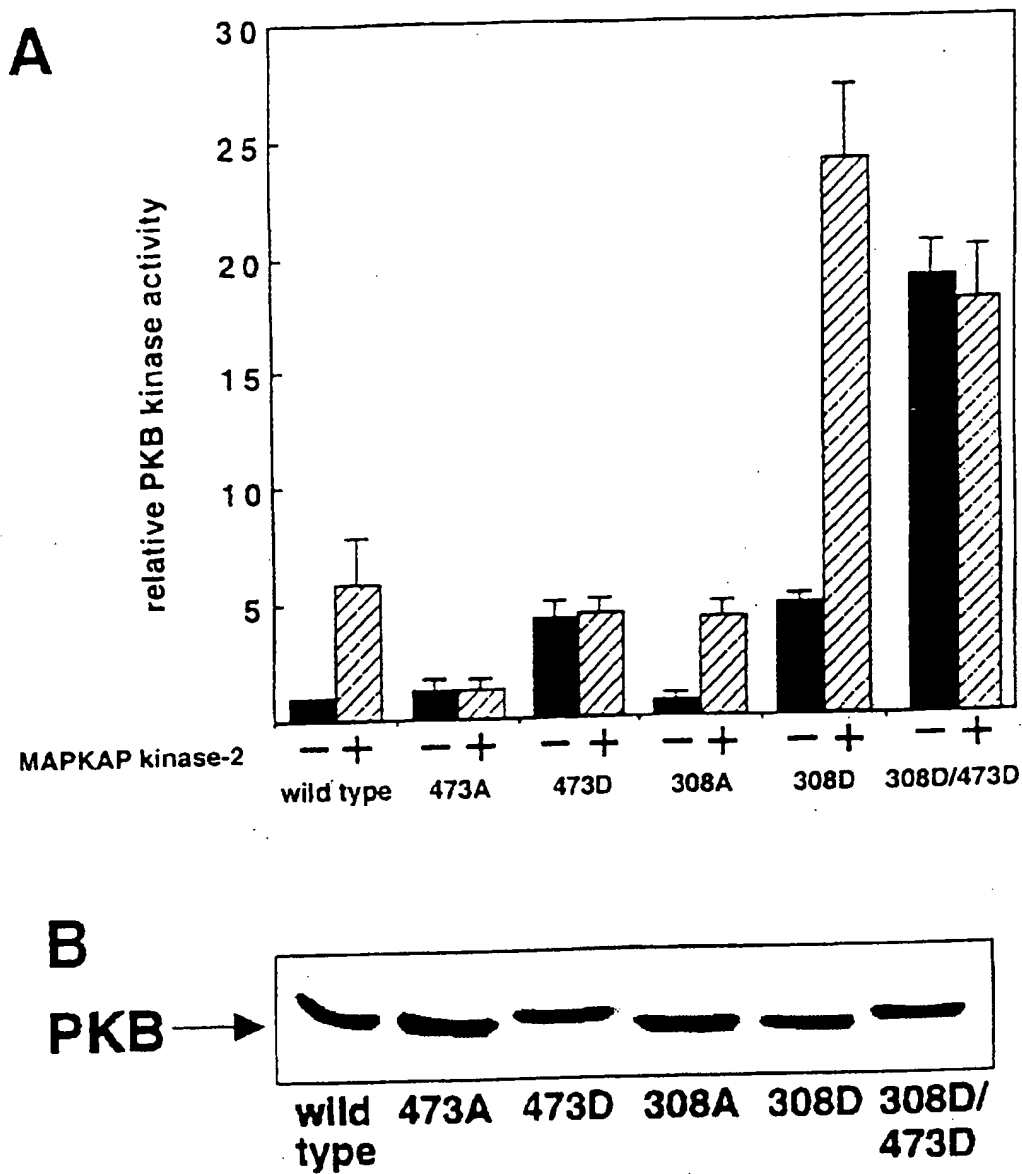 A
relative PKB kinase activity
30
25
20
15
10
5
MAPKAP kinase-2
− + − + − + − + − + − +
wild type 473A 473D 308A 308D 308D/473D
B
PKB
wild type 473A 473D 308A 308D 308D/473D